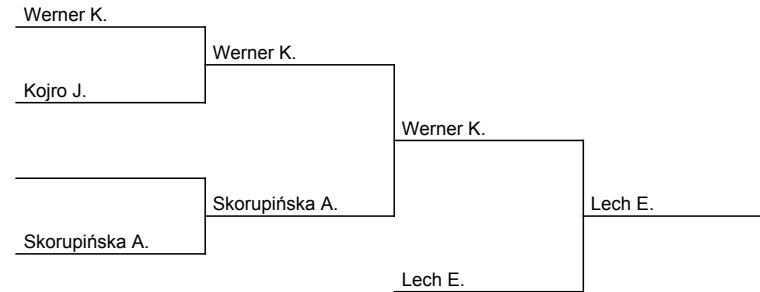 Werner K.
Werner K.
Kojro J.
Werner K.
Skorupińska A.
Lech E.
Skorupińska A.
Lech E.